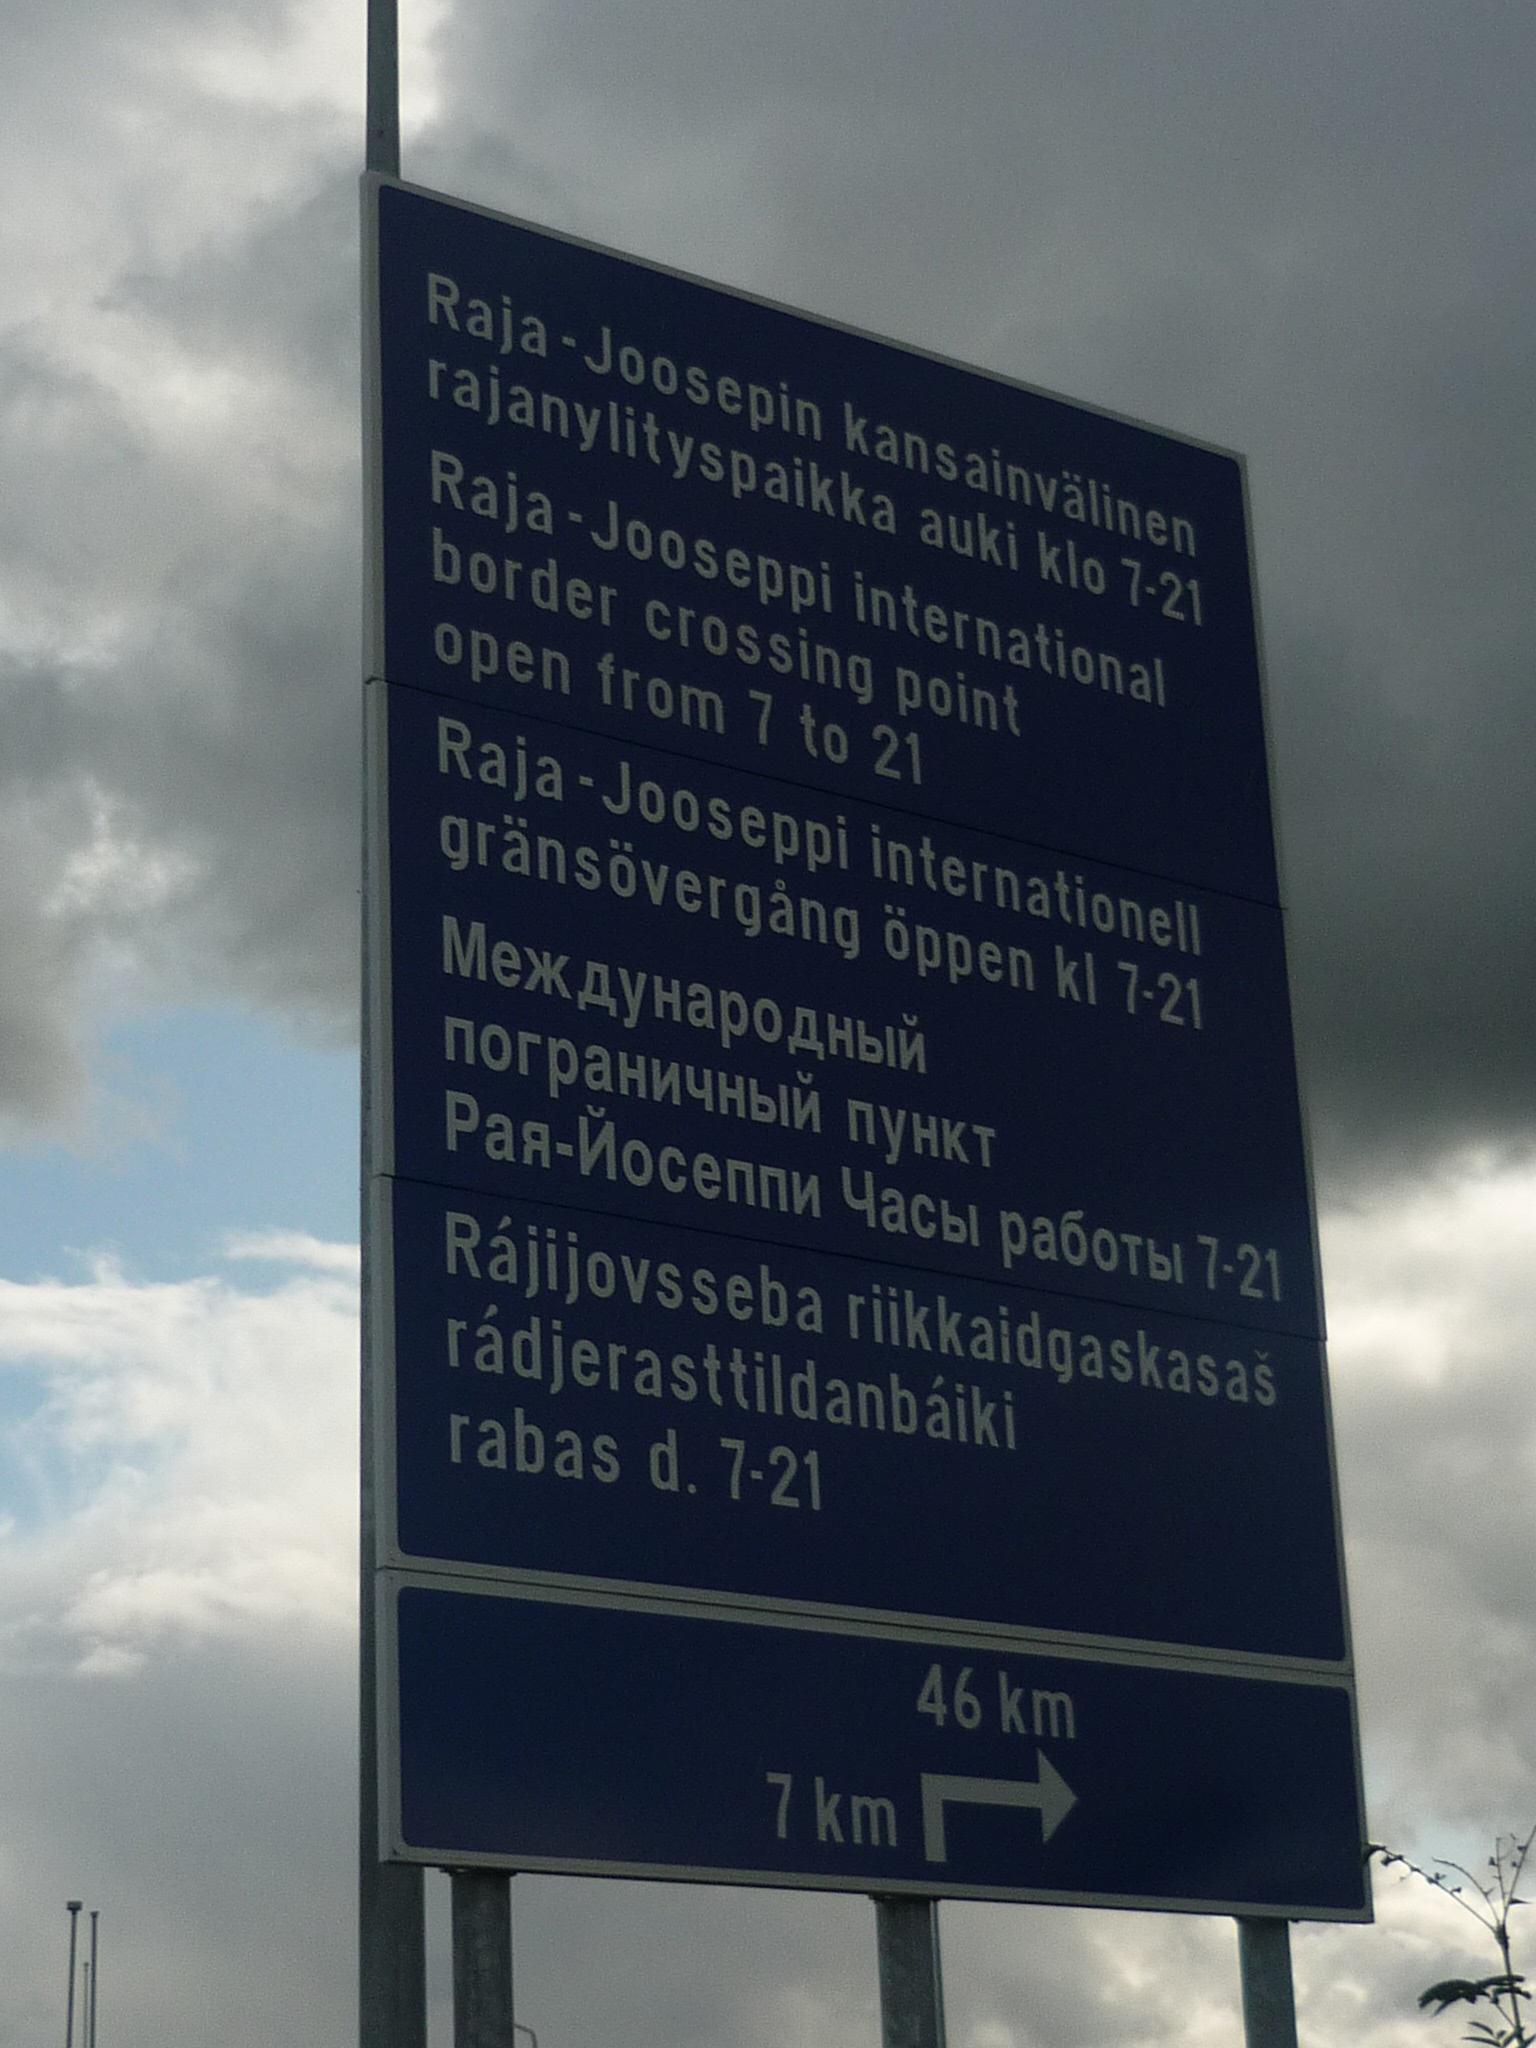 Raja-Joosepin kansainvälinen
rajanylityspaikka auki klo 7-21
Raja-Jooseppi international
border crossing point
open from 7 to 21
Raja-Jooseppi internationell
gränsövergång öppen kl 7-21
Международный
пограничный пункт
Рая-Йосеппи Часы работы 7-21
Rájijovsseba riikkaidgaskasaš
rádjerasttildanbáiki
rabas d. 7-21
46 km
7 km